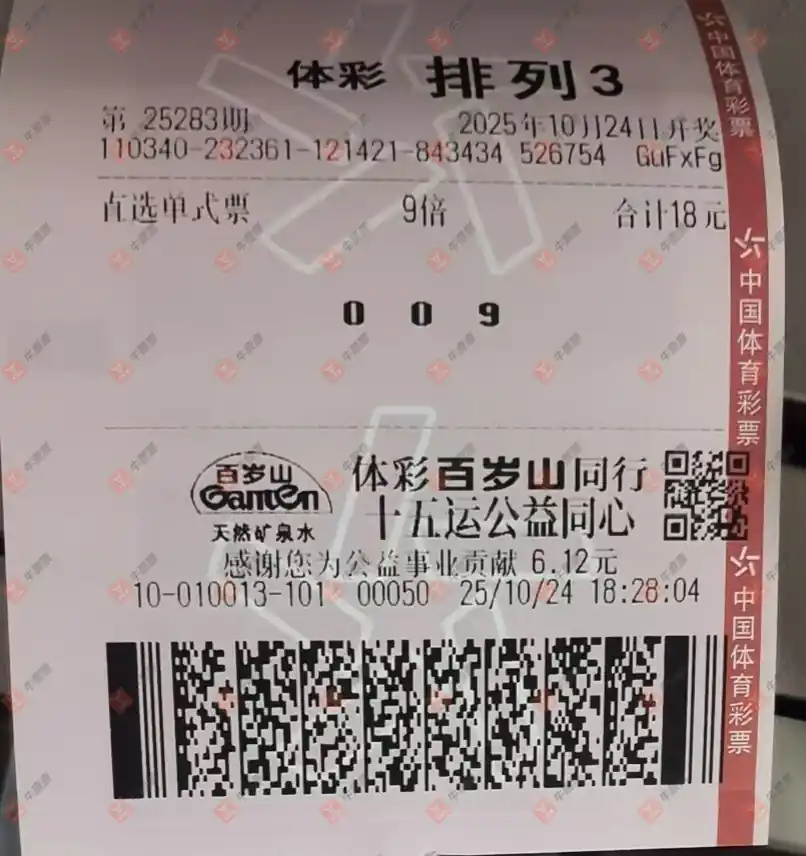 体彩 排列3
第 25283期 2025年10月24日开奖
110340-232361-121421-843434 526754 GuFxFg
直选单式票 9倍 合计18元
0 0 9
百岁山
Ganten
天然矿泉水
体彩百岁山同行
十五运公益同心
感谢您为公益事业贡献 6.12元
10-010013-101 00050 25/10/24 18:28:04
中国体育彩票
中国体育彩票
中国体育彩票